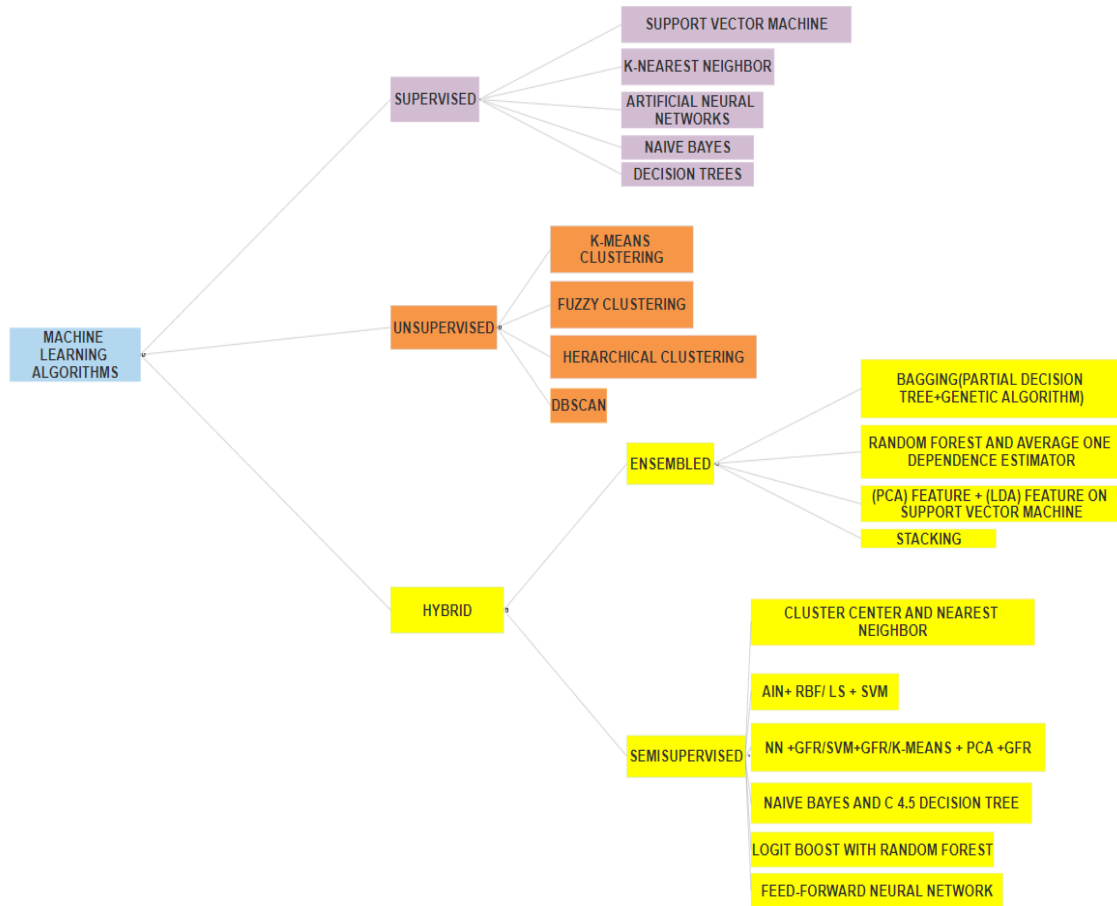 SUPPORT VECTOR MACHINE
K-NEAREST NEIGHBOR
SUPERVISED
ARTIFICIAL NEURAL
NETWORKS
NAIVE BAYES
DECISION TREES
K-MEANS
CLUSTERING
FUZZY CLUSTERING
UNSUPERVISED
HERARCHICAL CLUSTERING
DBSCAN
MACHINE
LEARNING
ALGORITHMS
BAGGING(PARTIAL DECISION
TREE+GENETIC ALGORITHM)
RANDOM FOREST AND AVERAGE ONE
DEPENDENCE ESTIMATOR
ENSEMBLED
(PCA) FEATURE + (LDA) FEATURE ON
SUPPORT VECTOR MACHINE
STACKING
HYBRID
CLUSTER CENTER AND NEAREST
NEIGHBOR
AIN+ RBF/ LS + SVM
SEMISUPERVISED
NN +GFR/SVM+GFR/K-MEANS + PCA +GFR
NAIVE BAYES AND C 4.5 DECISION TREE
LOGIT BOOST WITH RANDOM FOREST
FEED-FORWARD NEURAL NETWORK